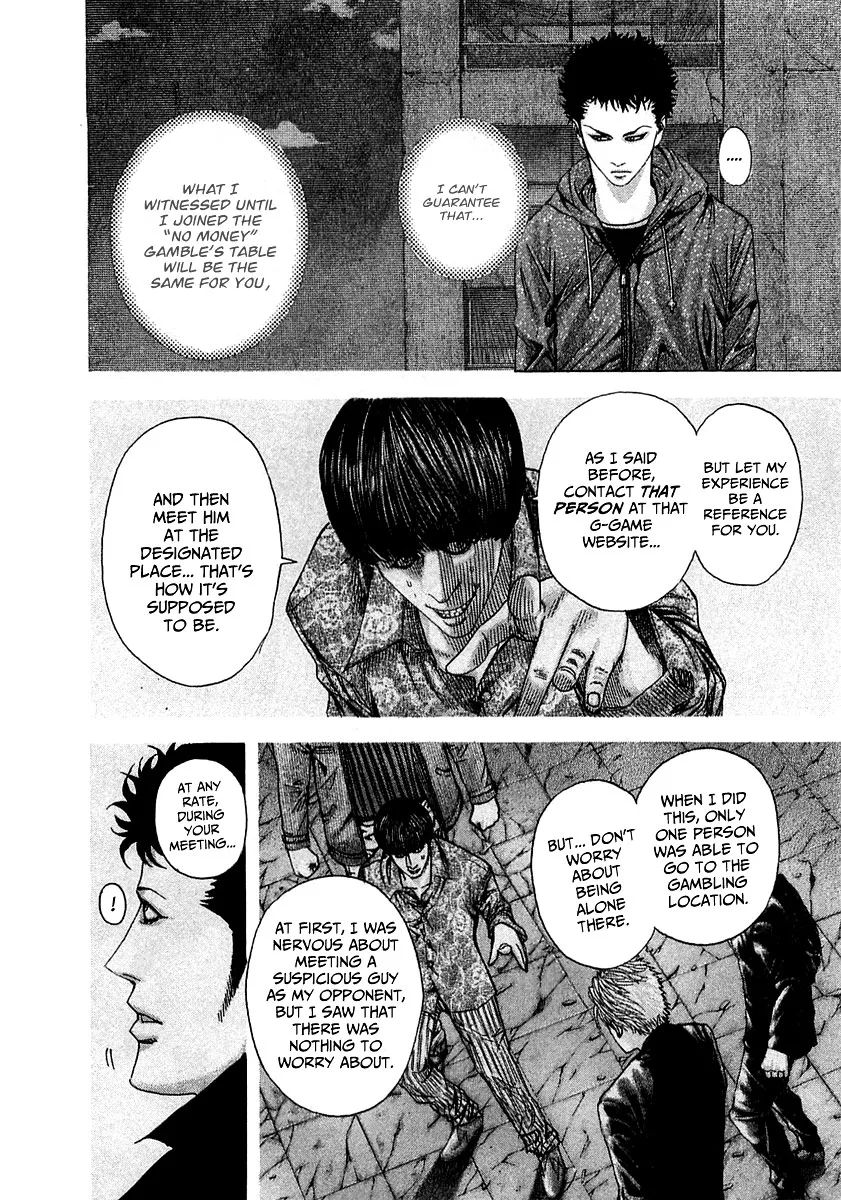 ....
I CAN'T
GUARANTEE
THAT...
WHAT I
WITNESSED UNTIL
I JOINED THE
"NO MONEY"
GAMBLE'S TABLE
WILL BE THE
SAME FOR YOU,
BUT LET MY
EXPERIENCE
BE A
REFERENCE
FOR YOU.
AS I SAID
BEFORE,
CONTACT THAT
PERSON AT THAT
G-GAME
WEBSITE...
AND THEN
MEET HIM
AT THE
DESIGNATED
PLACE... THAT'S
HOW IT'S
SUPPOSED
TO BE.
WHEN I DID
THIS, ONLY
ONE PERSON
WAS ABLE TO
GO TO THE
GAMBLING
LOCATION.
BUT... DON'T
WORRY
ABOUT
BEING
ALONE
THERE.
AT FIRST, I WAS
NERVOUS ABOUT
MEETING A
SUSPICIOUS GUY
AS MY OPPONENT,
BUT I SAW THAT
THERE WAS
NOTHING TO
WORRY ABOUT.
AT ANY
RATE,
DURING
YOUR
MEETING...
!